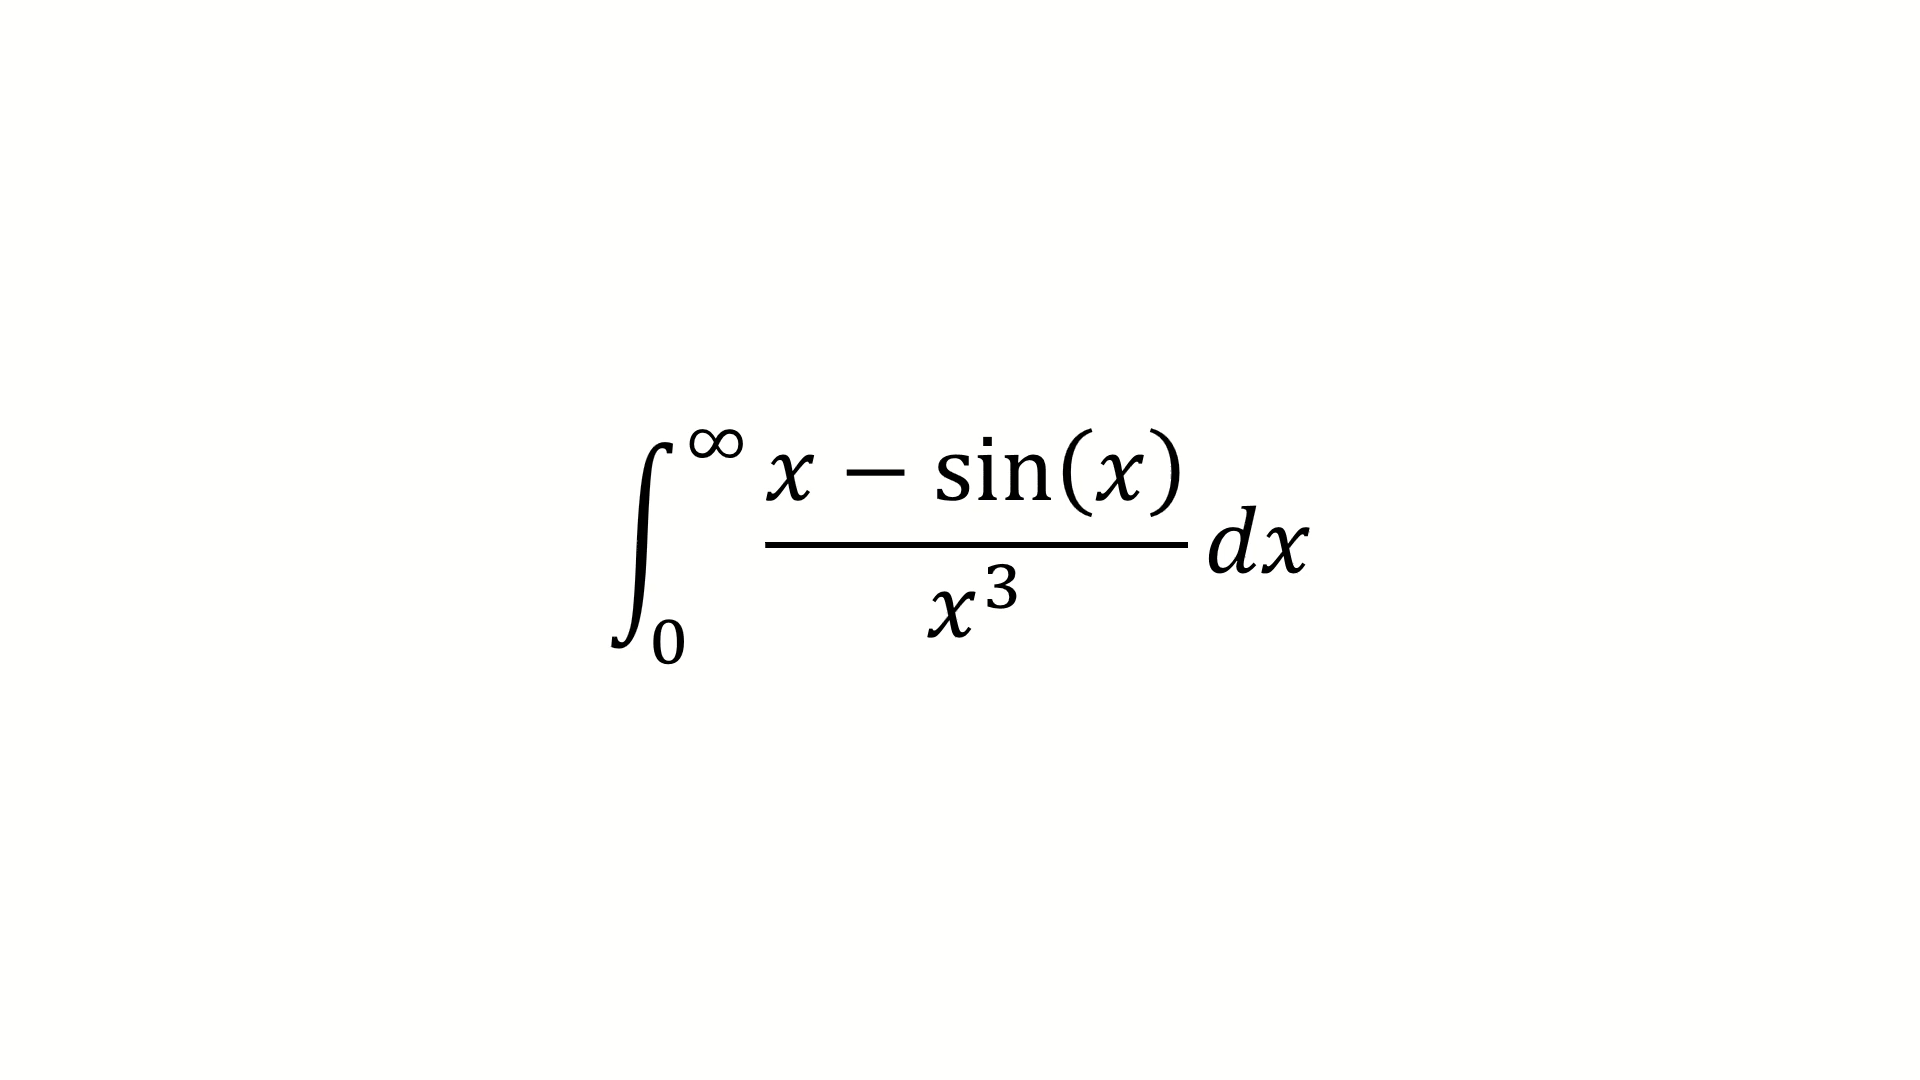 ∫₀^∞ (x − sin(x))/x³ dx